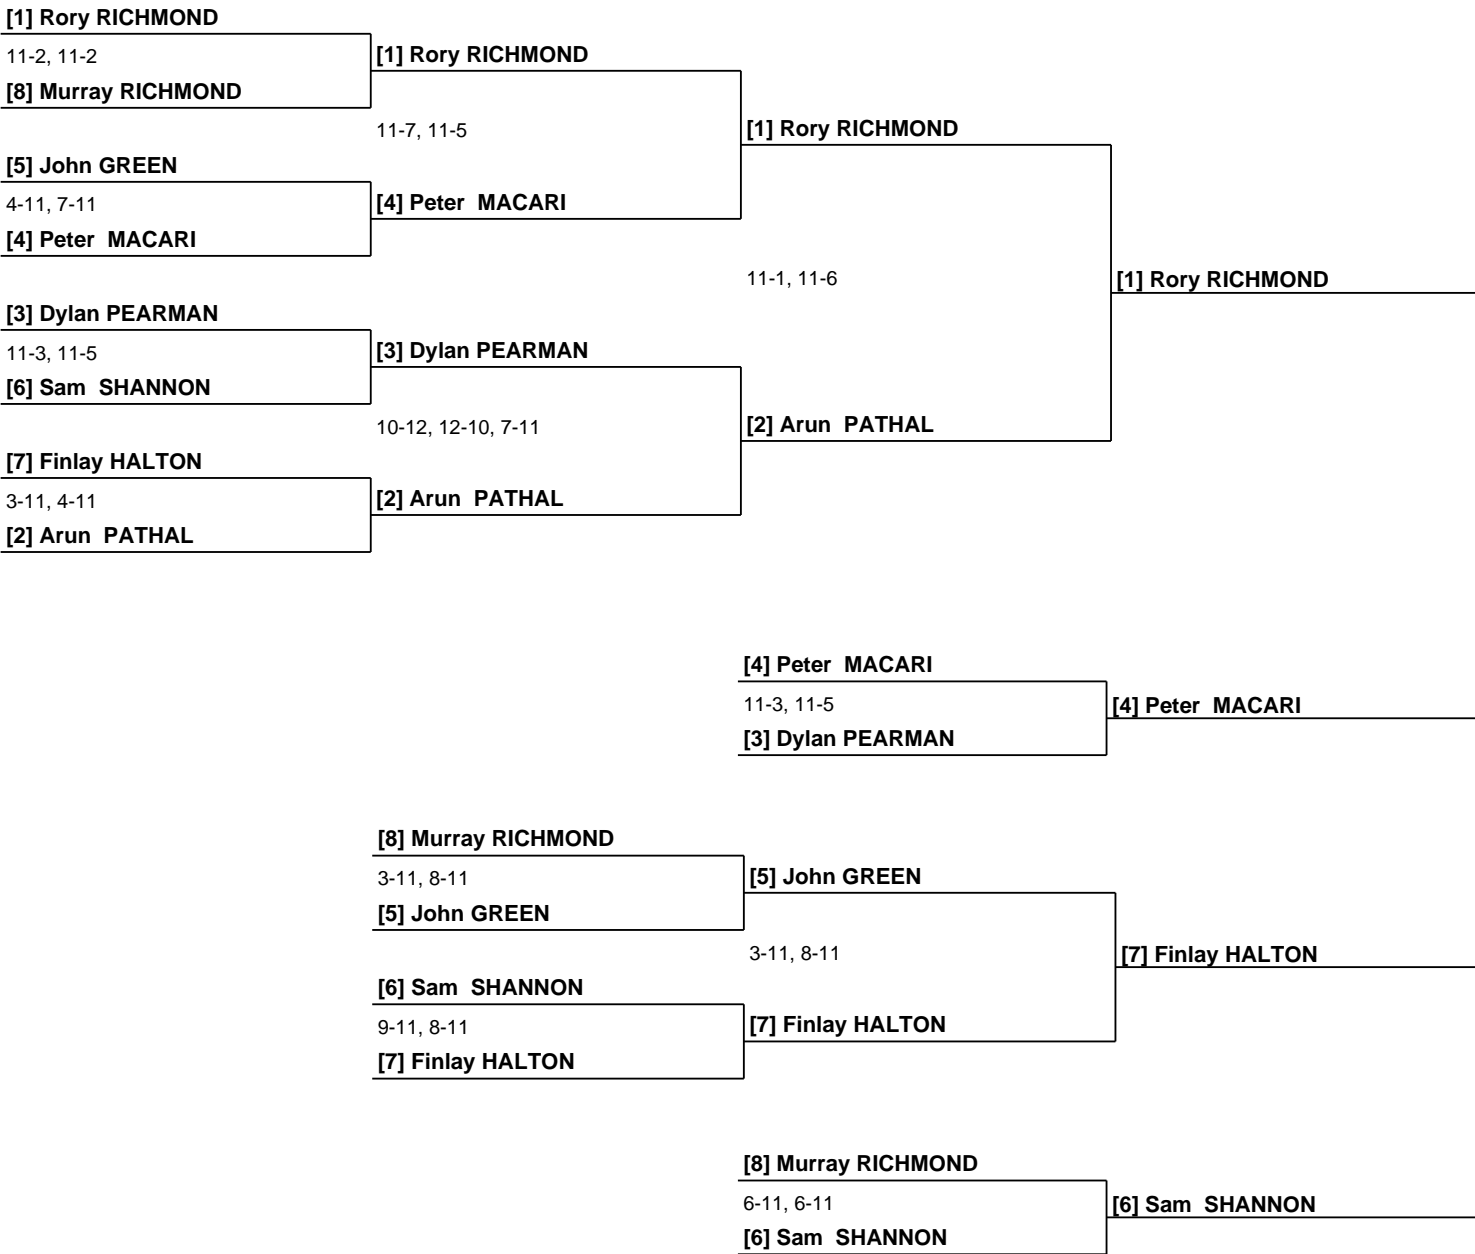 [1] Rory RICHMOND
11-2, 11-2
[1] Rory RICHMOND
[8] Murray RICHMOND
11-7, 11-5
[1] Rory RICHMOND
[5] John GREEN
4-11, 7-11
[4] Peter  MACARI
[4] Peter  MACARI
11-1, 11-6
[1] Rory RICHMOND
[3] Dylan PEARMAN
11-3, 11-5
[3] Dylan PEARMAN
[6] Sam  SHANNON
10-12, 12-10, 7-11
[2] Arun  PATHAL
[7] Finlay HALTON
3-11, 4-11
[2] Arun  PATHAL
[2] Arun  PATHAL
[4] Peter  MACARI
11-3, 11-5
[4] Peter  MACARI
[3] Dylan PEARMAN
[8] Murray RICHMOND
3-11, 8-11
[5] John GREEN
[5] John GREEN
3-11, 8-11
[7] Finlay HALTON
[6] Sam  SHANNON
9-11, 8-11
[7] Finlay HALTON
[7] Finlay HALTON
[8] Murray RICHMOND
6-11, 6-11
[6] Sam  SHANNON
[6] Sam  SHANNON